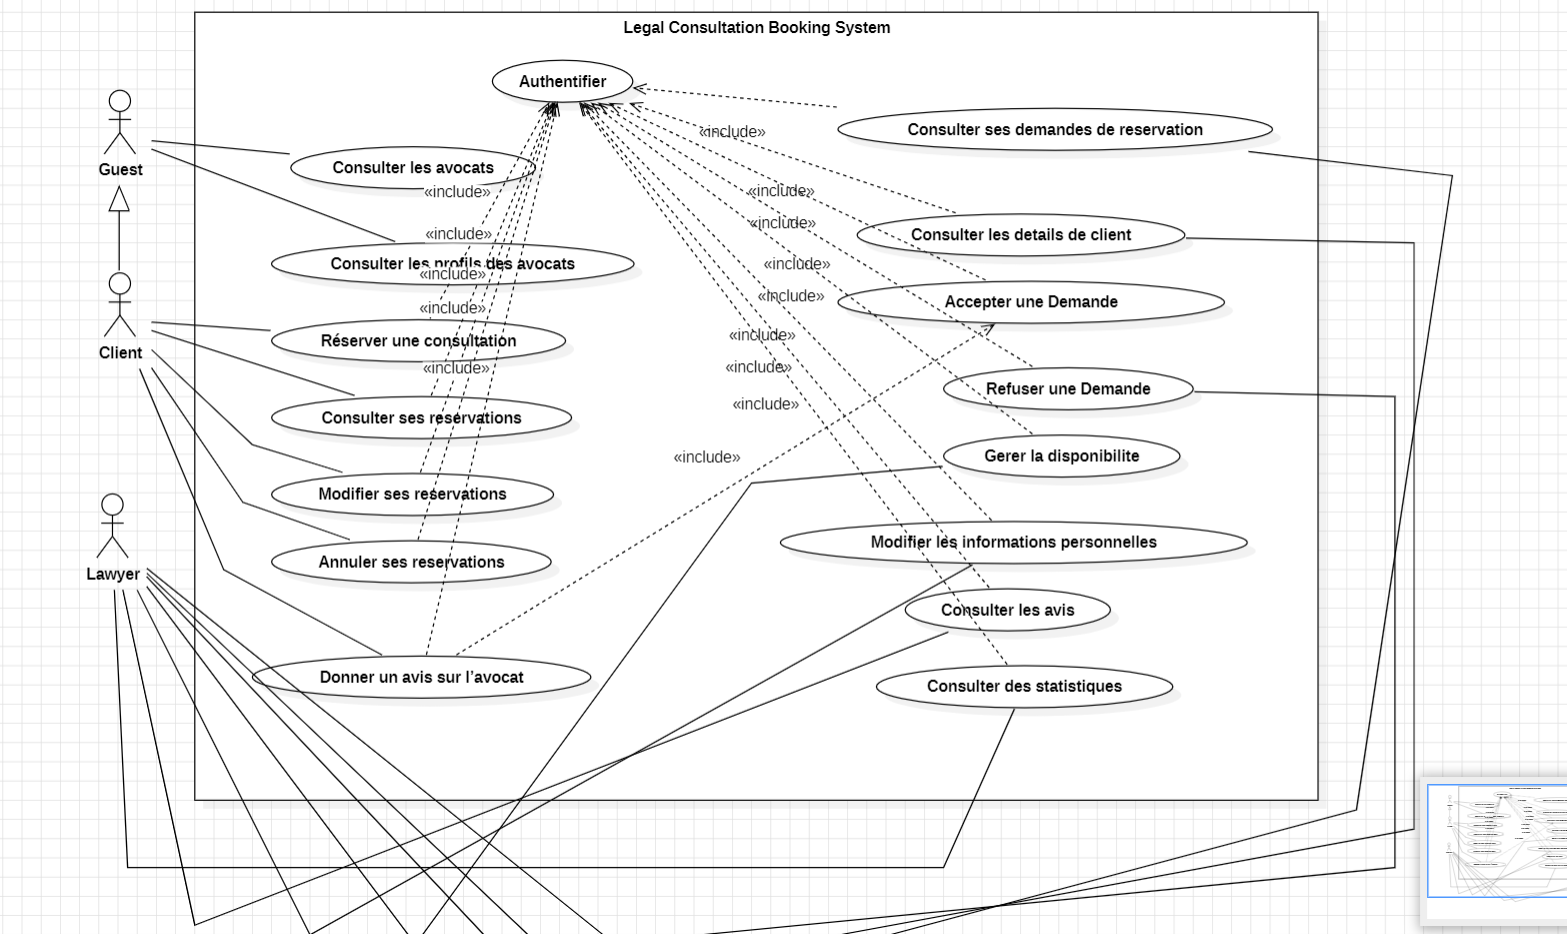 Legal Consultation Booking System
Authentifier
Consulter ses demandes de reservation
«include»
Guest
Consulter les avocats
«include»
«include»
«include»
«include»
Consulter les details de client
Consulter les profils des avocats
«include»
«include»
Client
«include»
«include»
Accepter une Demande
Réserver une consultation
«include»
«include»
«include»
Refuser une Demande
«include»
Consulter ses reservations
Gerer la disponibilite
«include»
Modifier ses reservations
Modifier les informations personnelles
Annuler ses reservations
Lawyer
Consulter les avis
Donner un avis sur l’avocat
Consulter des statistiques